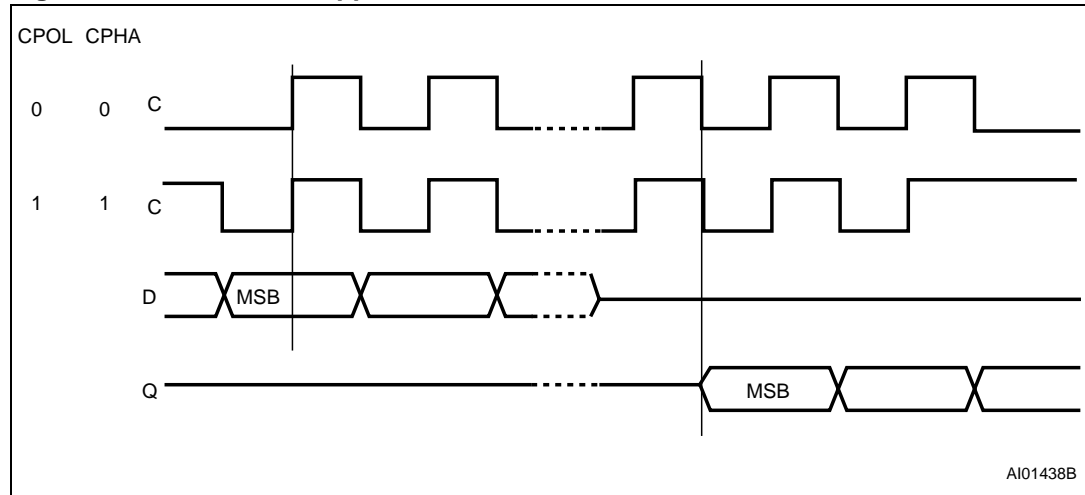 CPOL CPHA
0 0 C
1 1 C
D MSB
Q MSB
AI01438B